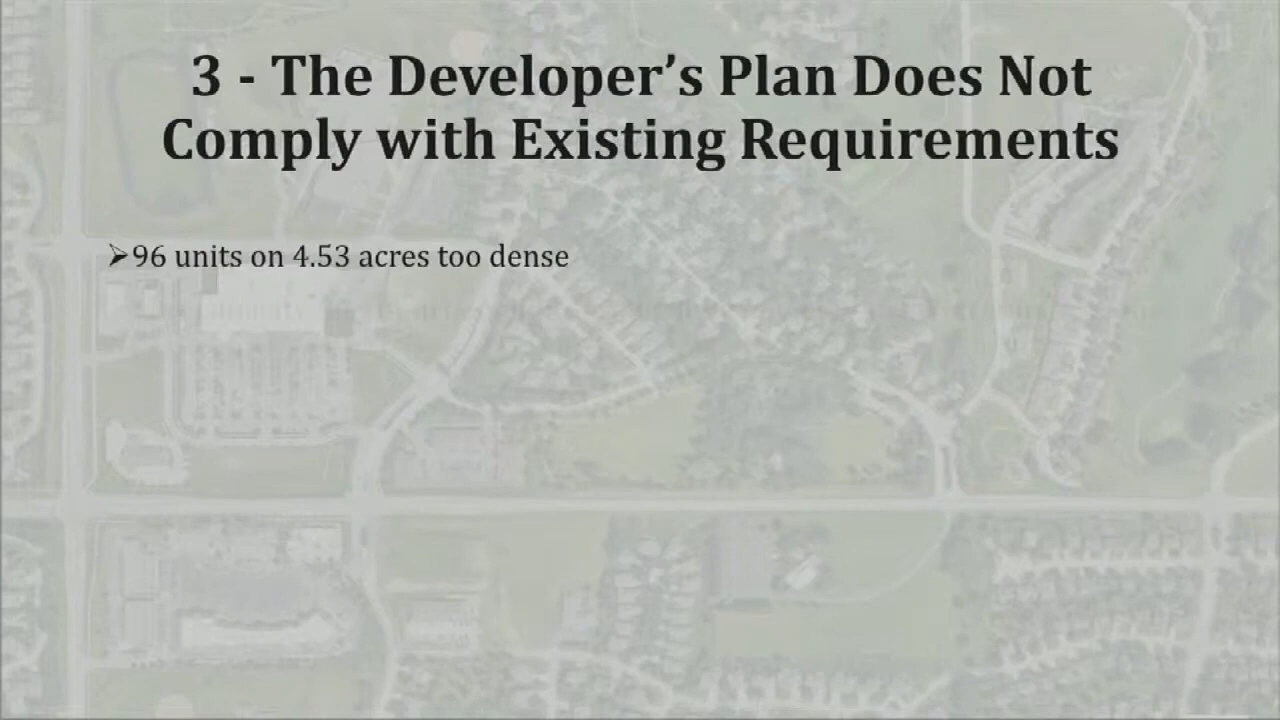 3 - The Developer’s Plan Does Not
Comply with Existing Requirements
➢96 units on 4.53 acres too dense